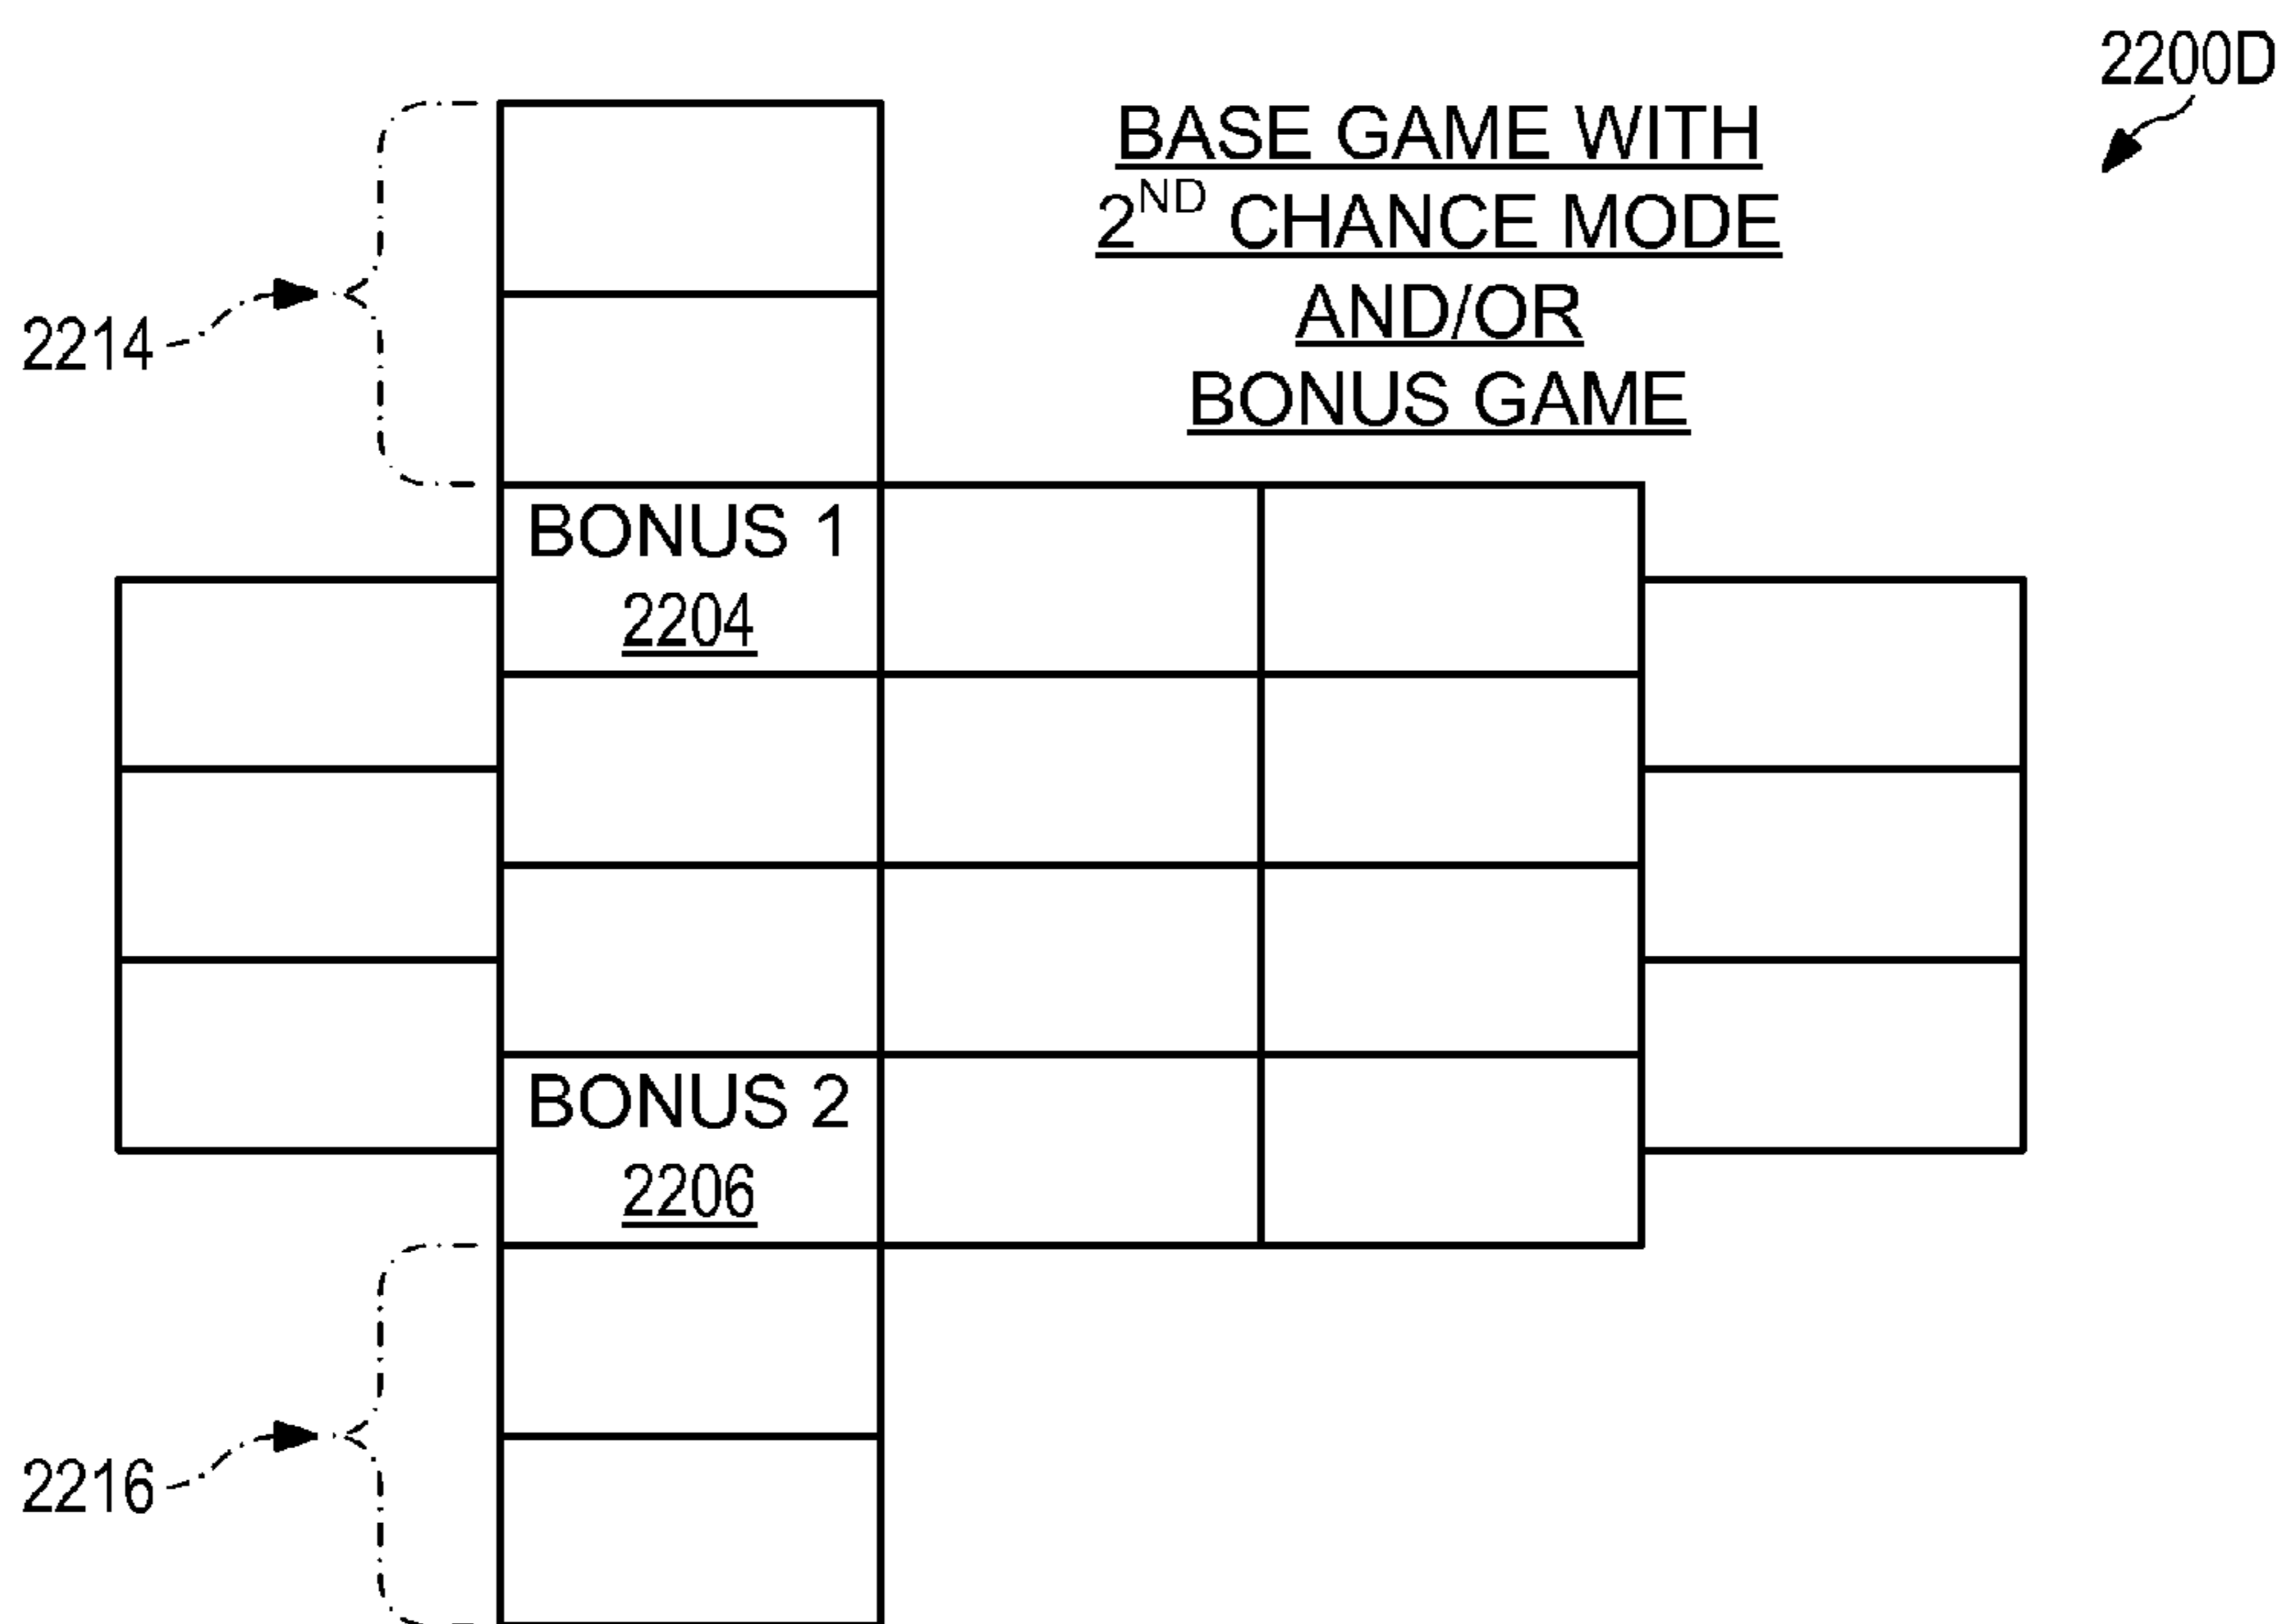 2200D
BASE GAME WITH
2ND CHANCE MODE
AND/OR
BONUS GAME
2214
BONUS 1
2204
BONUS 2
2206
2216